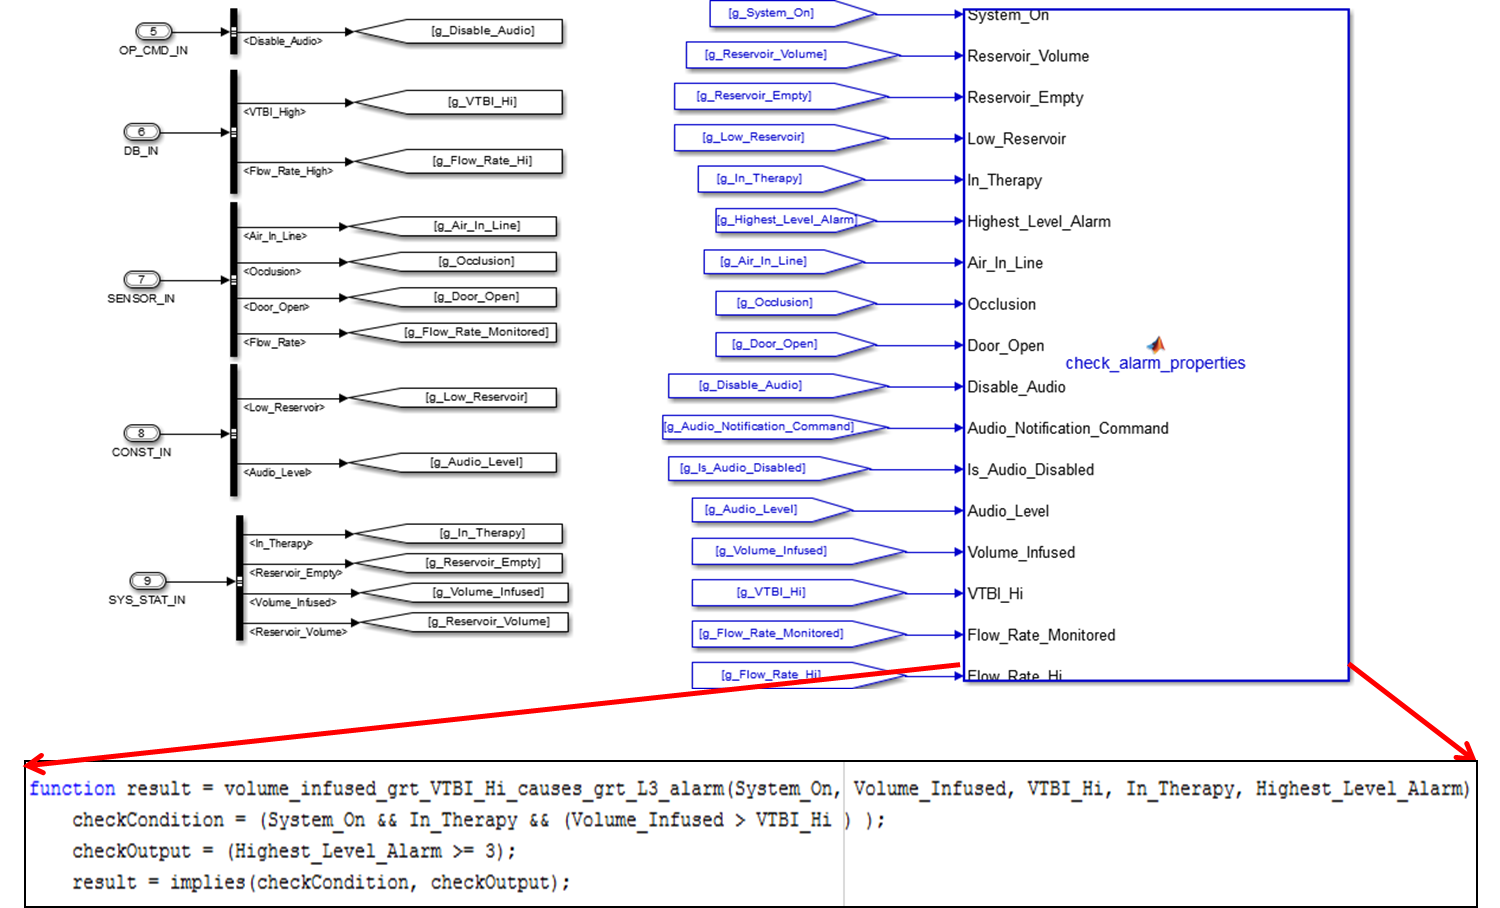 5
OP_CMD_IN
<Disable_Audio>
[g_Disable_Audio]
6
DB_IN
<VTBI_High>
[g_VTBI_Hi]
<Flow_Rate_High>
[g_Flow_Rate_Hi]
7
SENSOR_IN
<Air_In_Line>
[g_Air_In_Line]
<Occlusion>
[g_Occlusion]
<Door_Open>
[g_Door_Open]
<Flow_Rate>
[g_Flow_Rate_Monitored]
8
CONST_IN
<Low_Reservoir>
[g_Low_Reservoir]
<Audio_Level>
[g_Audio_Level]
9
SYS_STAT_IN
<In_Therapy>
[g_In_Therapy]
<Reservoir_Empty>
[g_Reservoir_Empty]
<Volume_Infused>
[g_Volume_Infused]
<Reservoir_Volume>
[g_Reservoir_Volume]
[g_System_On]
System_On
[g_Reservoir_Volume]
Reservoir_Volume
[g_Reservoir_Empty]
Reservoir_Empty
[g_Low_Reservoir]
Low_Reservoir
[g_In_Therapy]
In_Therapy
[g_Highest_Level_Alarm]
Highest_Level_Alarm
[g_Air_In_Line]
Air_In_Line
[g_Occlusion]
Occlusion
[g_Door_Open]
Door_Open
[g_Disable_Audio]
Disable_Audio
[g_Audio_Notification_Command]
Audio_Notification_Command
[g_Is_Audio_Disabled]
Is_Audio_Disabled
[g_Audio_Level]
Audio_Level
[g_Volume_Infused]
Volume_Infused
[g_VTBI_Hi]
VTBI_Hi
[g_Flow_Rate_Monitored]
Flow_Rate_Monitored
[g_Flow_Rate_Hi]
Flow_Rate_Hi
check_alarm_properties
function result = volume_infused_grt_VTBI_Hi_causes_grt_L3_alarm(System_On, Volume_Infused, VTBI_Hi, In_Therapy, Highest_Level_Alarm)
checkCondition = (System_On && In_Therapy && (Volume_Infused > VTBI_Hi ) );
checkOutput = (Highest_Level_Alarm >= 3);
result = implies(checkCondition, checkOutput);